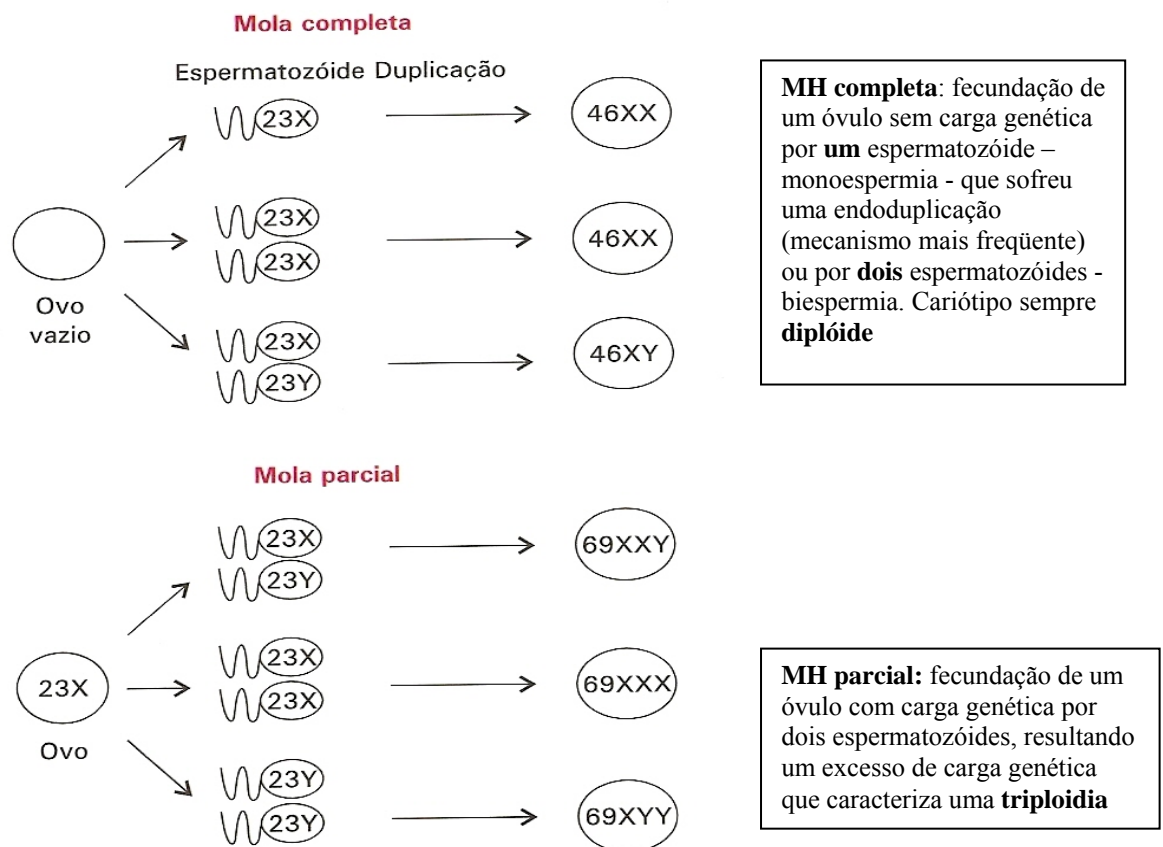 Mola completa
Espermatozóide Duplicação
23X
46XX
23X
23X
46XX
Ovo
vazio
23X
23Y
46XY
MH completa: fecundação de
um óvulo sem carga genética
por um espermatozóide –
monoespermia - que sofreu
uma endoduplicação
(mecanismo mais freqüente)
ou por dois espermatozóides -
biespermia. Cariótipo sempre
diplóide
Mola parcial
23X
23Y
69XXY
23X
Ovo
23X
23X
69XXX
23Y
23Y
69XYY
MH parcial: fecundação de um
óvulo com carga genética por
dois espermatozóides, resultando
um excesso de carga genética
que caracteriza uma triploidia